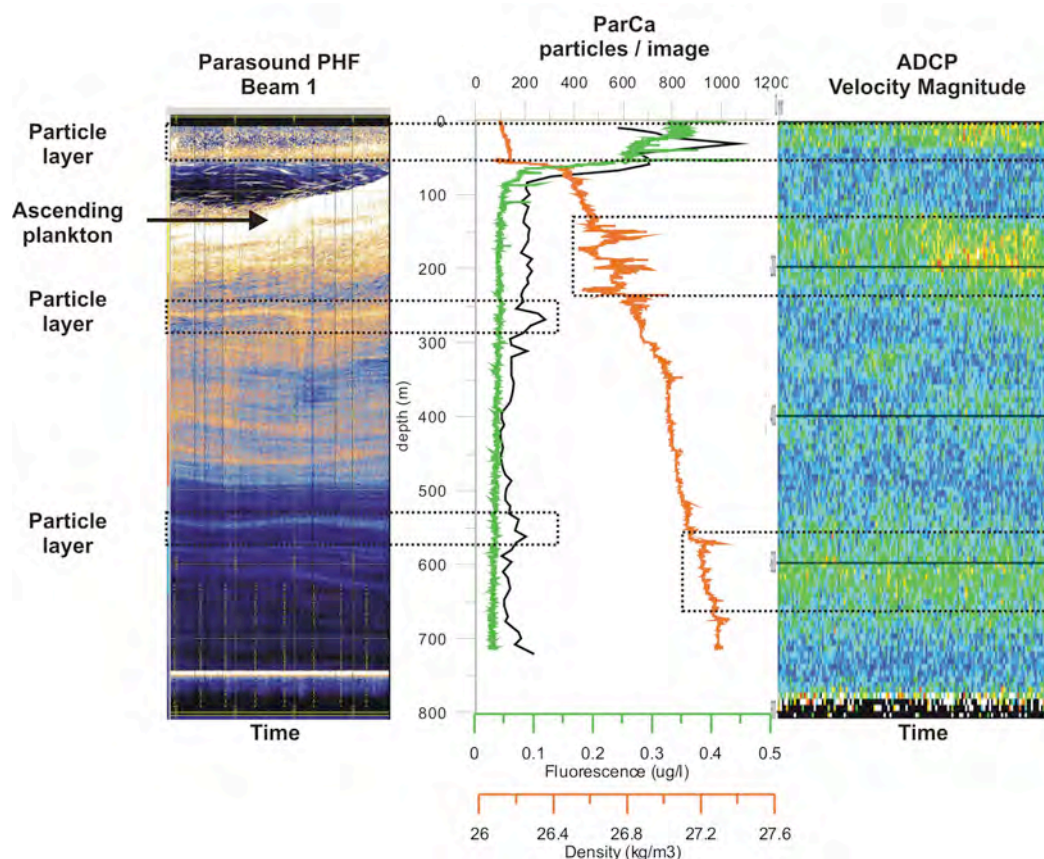 Parasound PHF
Beam 1
ParCa
particles / image
ADCP
Velocity Magnitude
0 200 400 600 800 1000 1200
Particle
layer
Ascending
plankton
Particle
layer
Particle
layer
depth (m)
0
100
200
300
400
500
600
700
800
Time
Time
0 0.1 0.2 0.3 0.4 0.5
Fluorescence (ug/l)
26 26.4 26.8 27.2 27.6
Density (kg/m3)